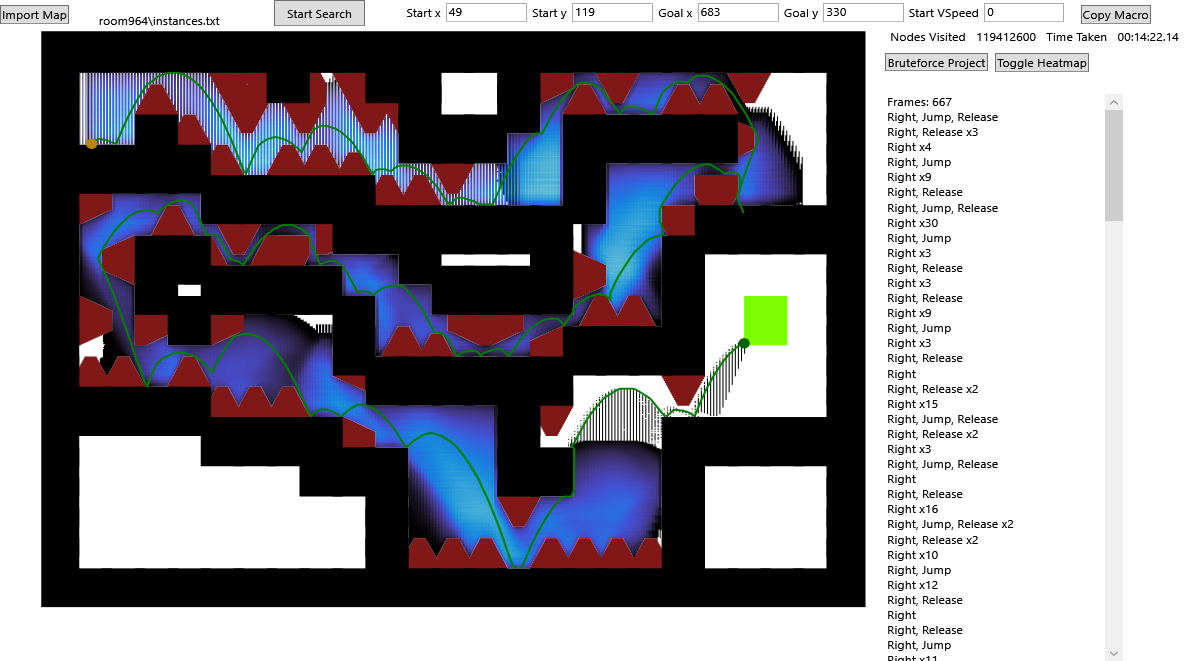 Import Map
room964\instances.txt
Start Search
Start x 49 Start y 119 Goal x 683 Goal y 330 Start VSpeed 0
Copy Macro
Nodes Visited 119412600 Time Taken 00:14:22.14
Bruteforce Project Toggle Heatmap
Frames: 667
Right, Jump, Release
Right, Release x3
Right x4
Right, Jump
Right x9
Right, Release
Right, Jump, Release
Right x30
Right, Jump
Right x3
Right, Release
Right x3
Right, Release
Right x9
Right, Jump
Right x3
Right, Release
Right
Right, Release x2
Right x15
Right, Jump, Release
Right, Release x2
Right x3
Right, Jump, Release
Right
Right, Release
Right x16
Right, Jump, Release x2
Right, Release x2
Right x10
Right, Jump
Right x12
Right, Release
Right
Right, Release
Right, Jump
Right x11